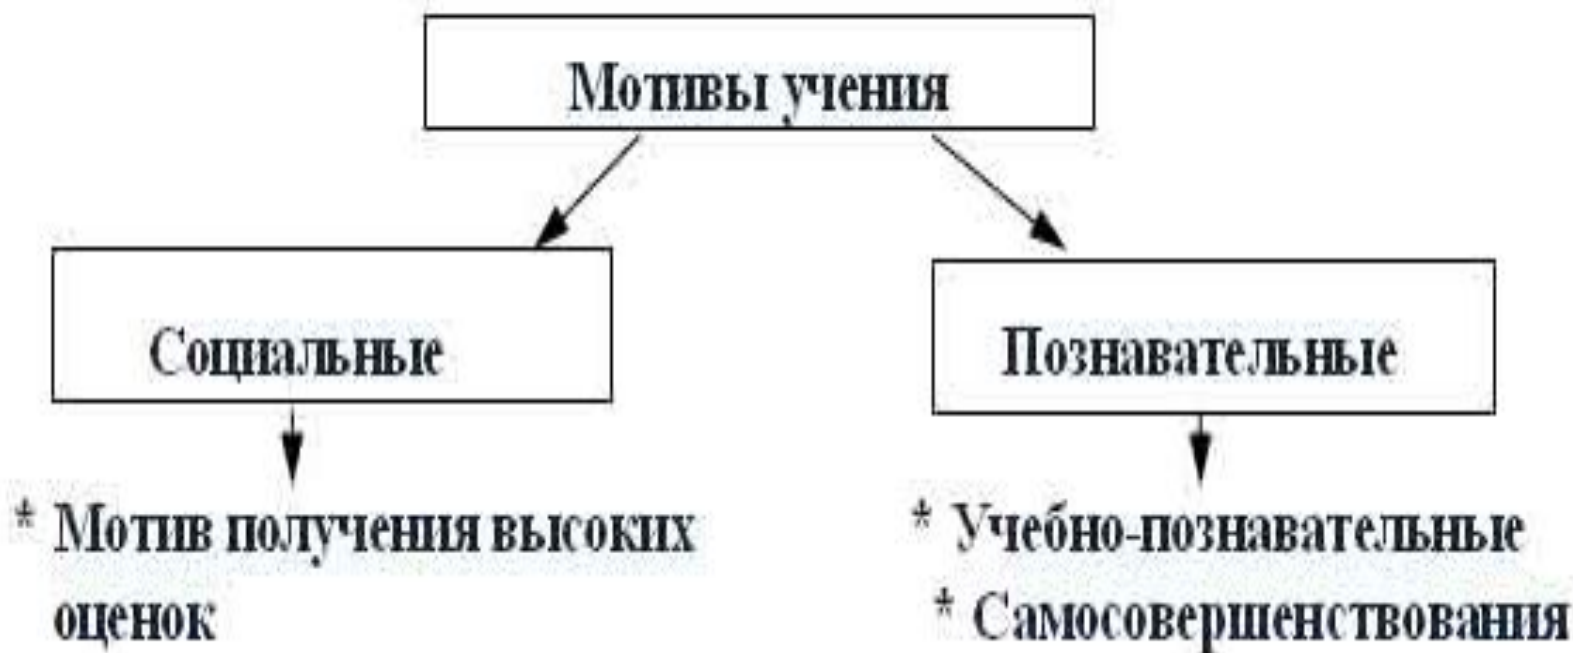 Мотивы учения
Социальные
Познавательные
* Мотив получения высоких
оценок
* Учебно-познавательные
* Самосовершенствования